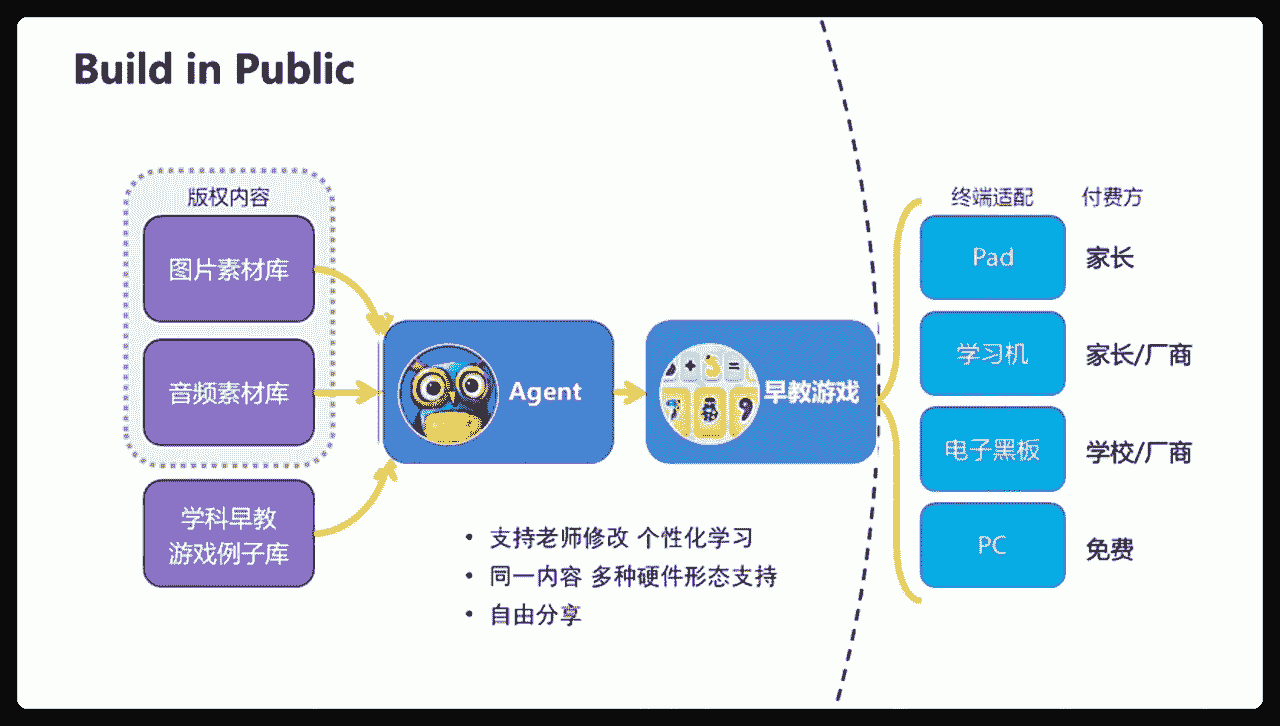 Build in Public
版权内容
图片素材库
音频素材库
学科早教
游戏例子库
Agent
+ 3 =
7 9
早教游戏
支持老师修改 个性化学习
同一内容 多种硬件形态支持
自由分享
终端适配 付费方
Pad 家长
学习机 家长/厂商
电子黑板 学校/厂商
PC 免费